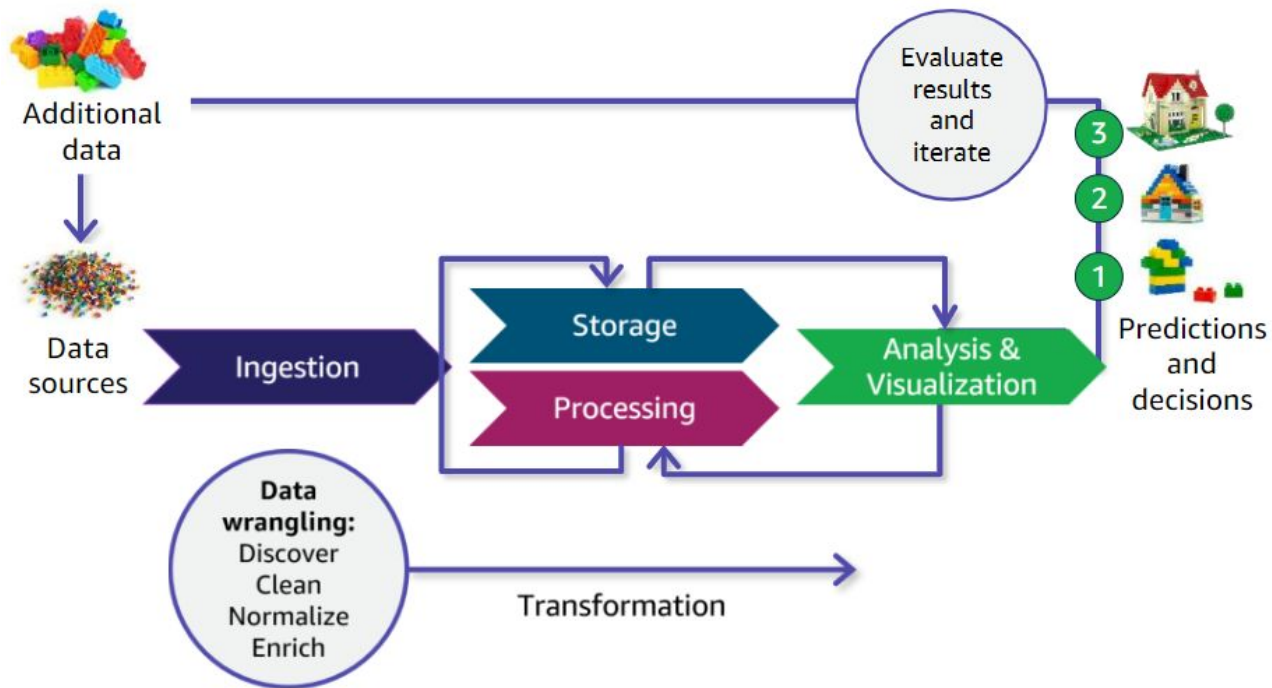 Additional
data
Evaluate
results
and
iterate
3
2
1
Data
sources
Ingestion
Storage
Processing
Analysis &
Visualization
Predictions
and
decisions
Data
wrangling:
Discover
Clean
Normalize
Enrich
Transformation